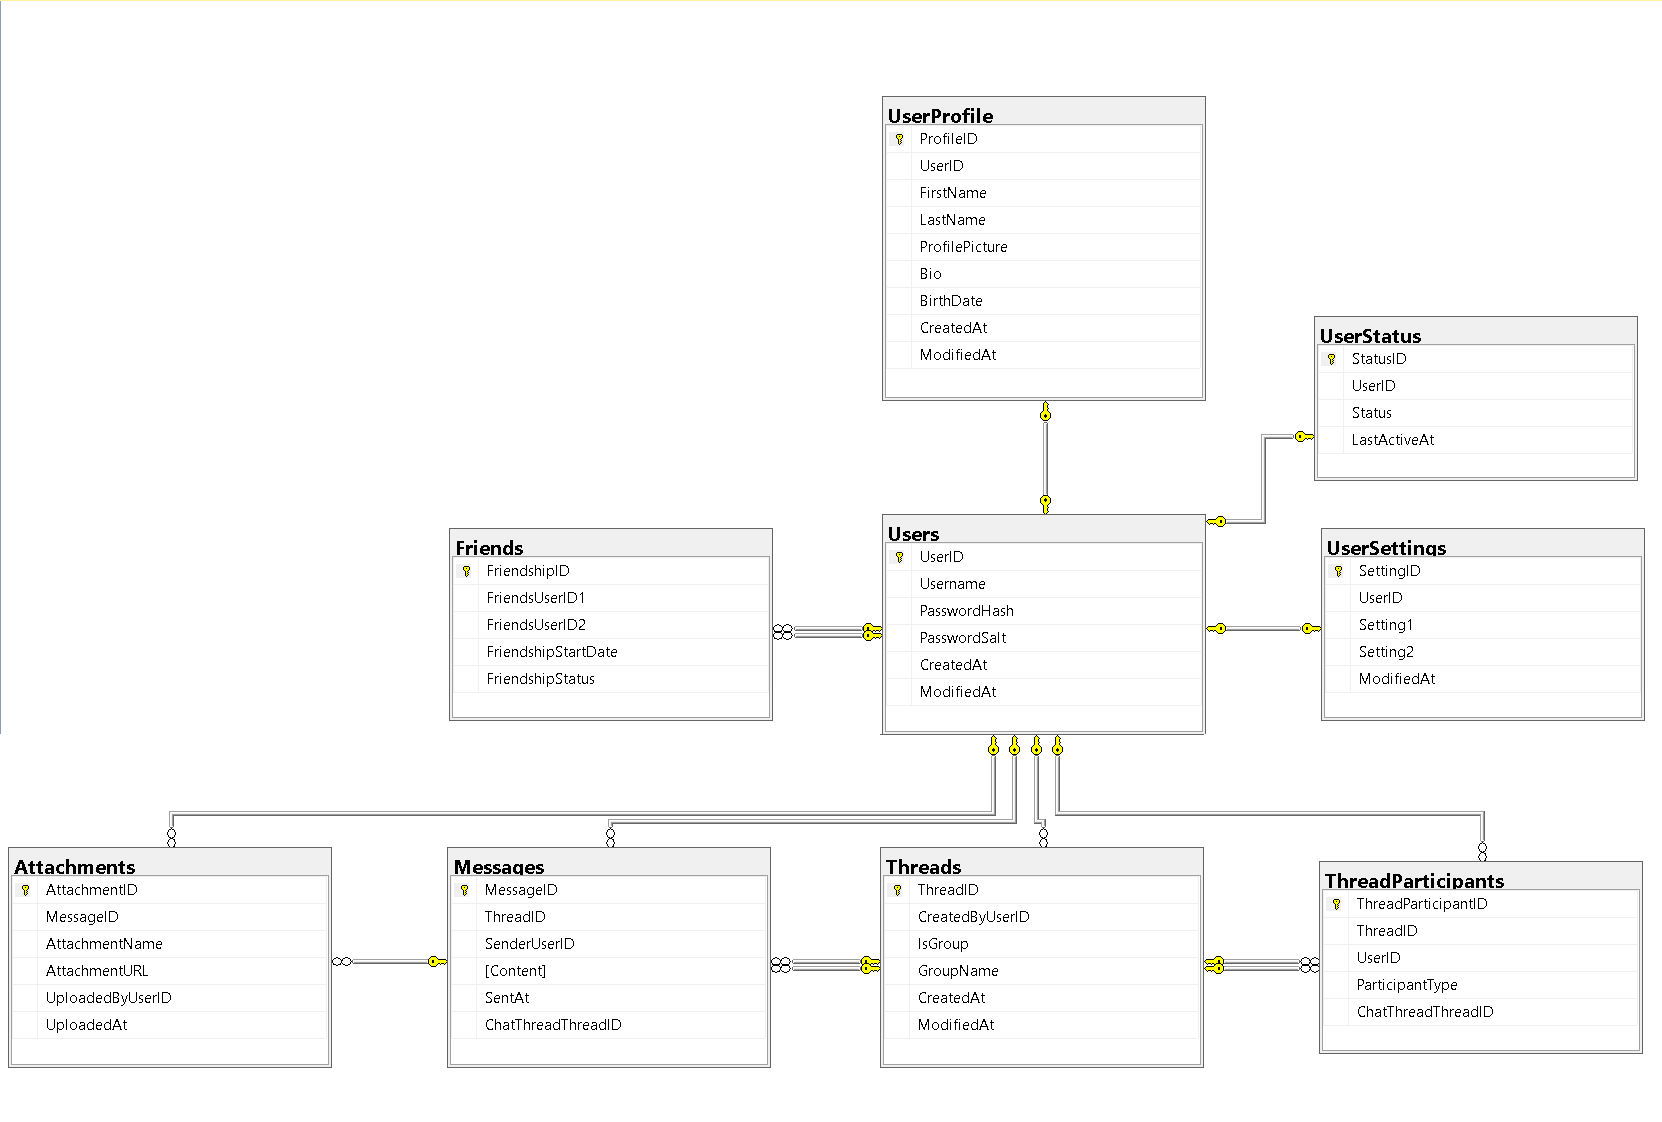 UserProfile
ProfileID
UserID
FirstName
LastName
ProfilePicture
Bio
BirthDate
CreatedAt
ModifiedAt
UserStatus
StatusID
UserID
Status
LastActiveAt
Friends
FriendshipID
FriendsUserID1
FriendsUserID2
FriendshipStartDate
FriendshipStatus
Users
UserID
Username
PasswordHash
PasswordSalt
CreatedAt
ModifiedAt
UserSettings
SettingID
UserID
Setting1
Setting2
ModifiedAt
Attachments
AttachmentID
MessageID
AttachmentName
AttachmentURL
UploadedByUserID
UploadedAt
Messages
MessageID
ThreadID
SenderUserID
[Content]
SentAt
ChatThreadThreadID
Threads
ThreadID
CreatedByUserID
IsGroup
GroupName
CreatedAt
ModifiedAt
ThreadParticipants
ThreadParticipantID
ThreadID
UserID
ParticipantType
ChatThreadThreadID